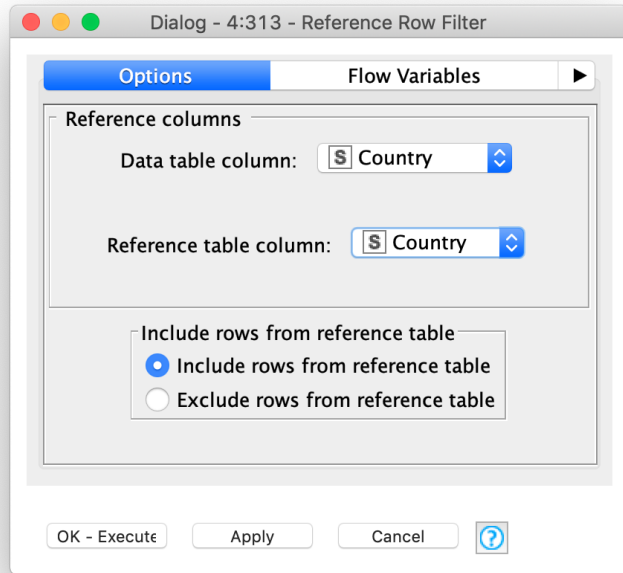 Dialog - 4:313 - Reference Row Filter
Options Flow Variables
Reference columns
Data table column: S Country
Reference table column: S Country
Include rows from reference table
Include rows from reference table
Exclude rows from reference table
OK - Execute Apply Cancel ?